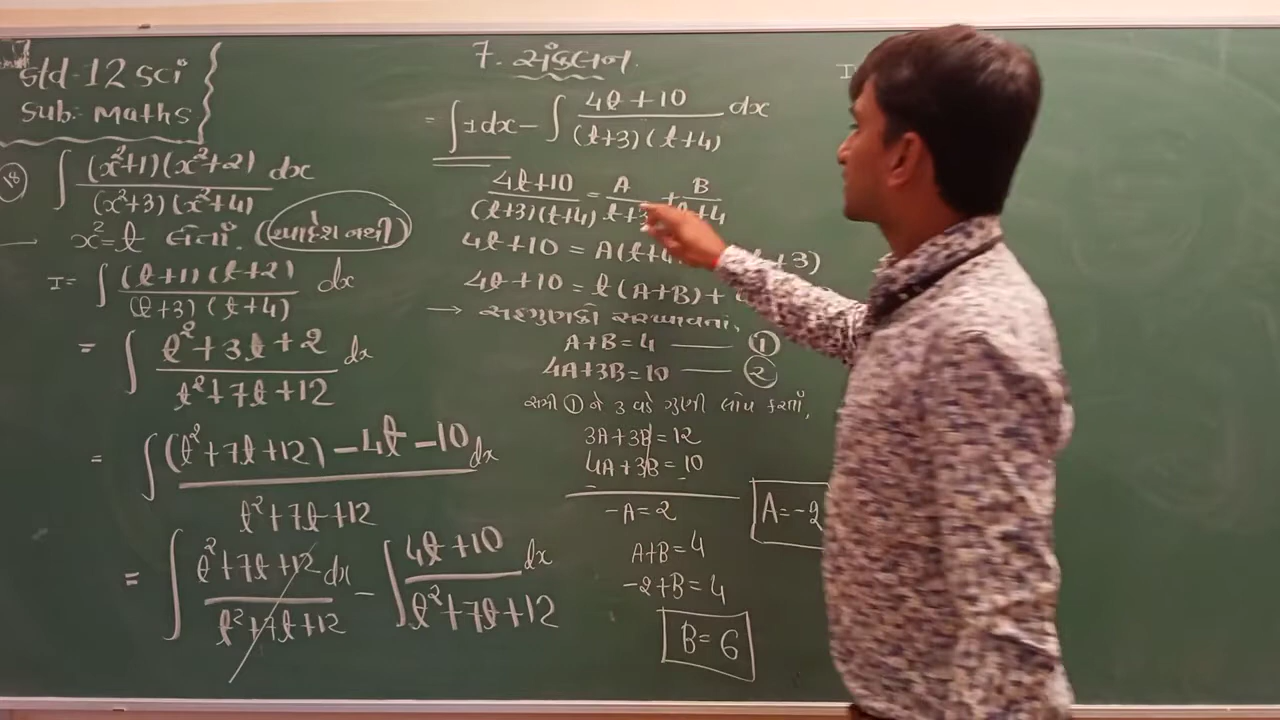 Std-12 sci
Sub:- Maths
18 ∫ (x²+1)(x²+2) / (x²+3)(x²+4) dx
→ x²=t લેતાં. (આદેશ નથી)
I= ∫ (t+1)(t+2) / (t+3)(t+4) dx
= ∫ t²+3t+2 / t²+7t+12 dx
= ∫ (t²+7t+12)-4t-10 / t²+7t+12 dx
= ∫ t²+7t+12 / t²+7t+12 dx - ∫ 4t+10 / t²+7t+12 dx
7. સંકલન.
= ∫1dx - ∫ 4t+10 / (t+3)(t+4) dx
4t+10 / (t+3)(t+4) = A / t+3 + B / t+4
4t+10 = A(t+4 t+3)
4t+10 = t(A+B)+
→ સહગુણકો સરખાવતાં,
A+B=4 — ①
4A+3B=10 — ②
સમી ① ને 3 વડે ગુણી લોપ કરતાં,
3A+3B=12
4A+3B=10
-A=2
A=-2
A+B=4
-2+B=4
B=6
I